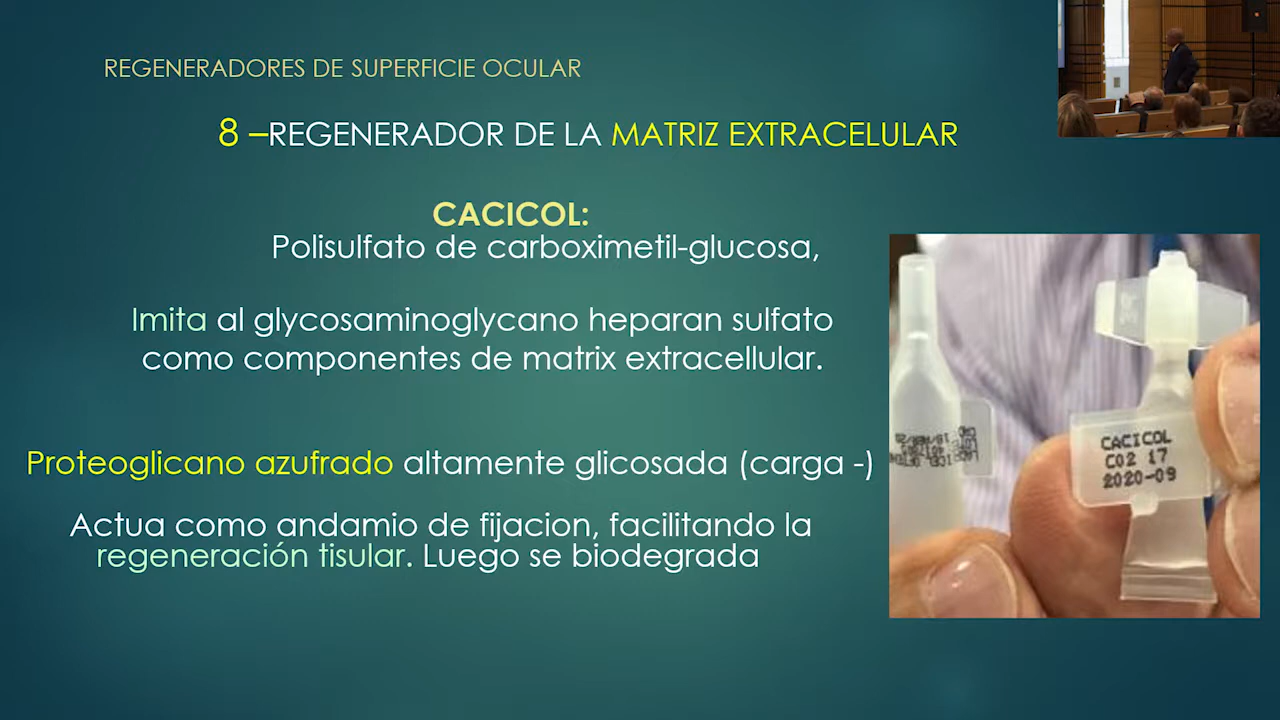 REGENERADORES DE SUPERFICIE OCULAR
8 –REGENERADOR DE LA MATRIZ EXTRACELULAR
CACICOL:
Polisulfato de carboximetil-glucosa,
Imita al glycosaminoglycano heparan sulfato
como componentes de matrix extracellular.
Proteoglicano azufrado altamente glicosada (carga -)
Actua como andamio de fijacion, facilitando la
regeneración tisular. Luego se biodegrada
CACICOL
C02 17
2020-09